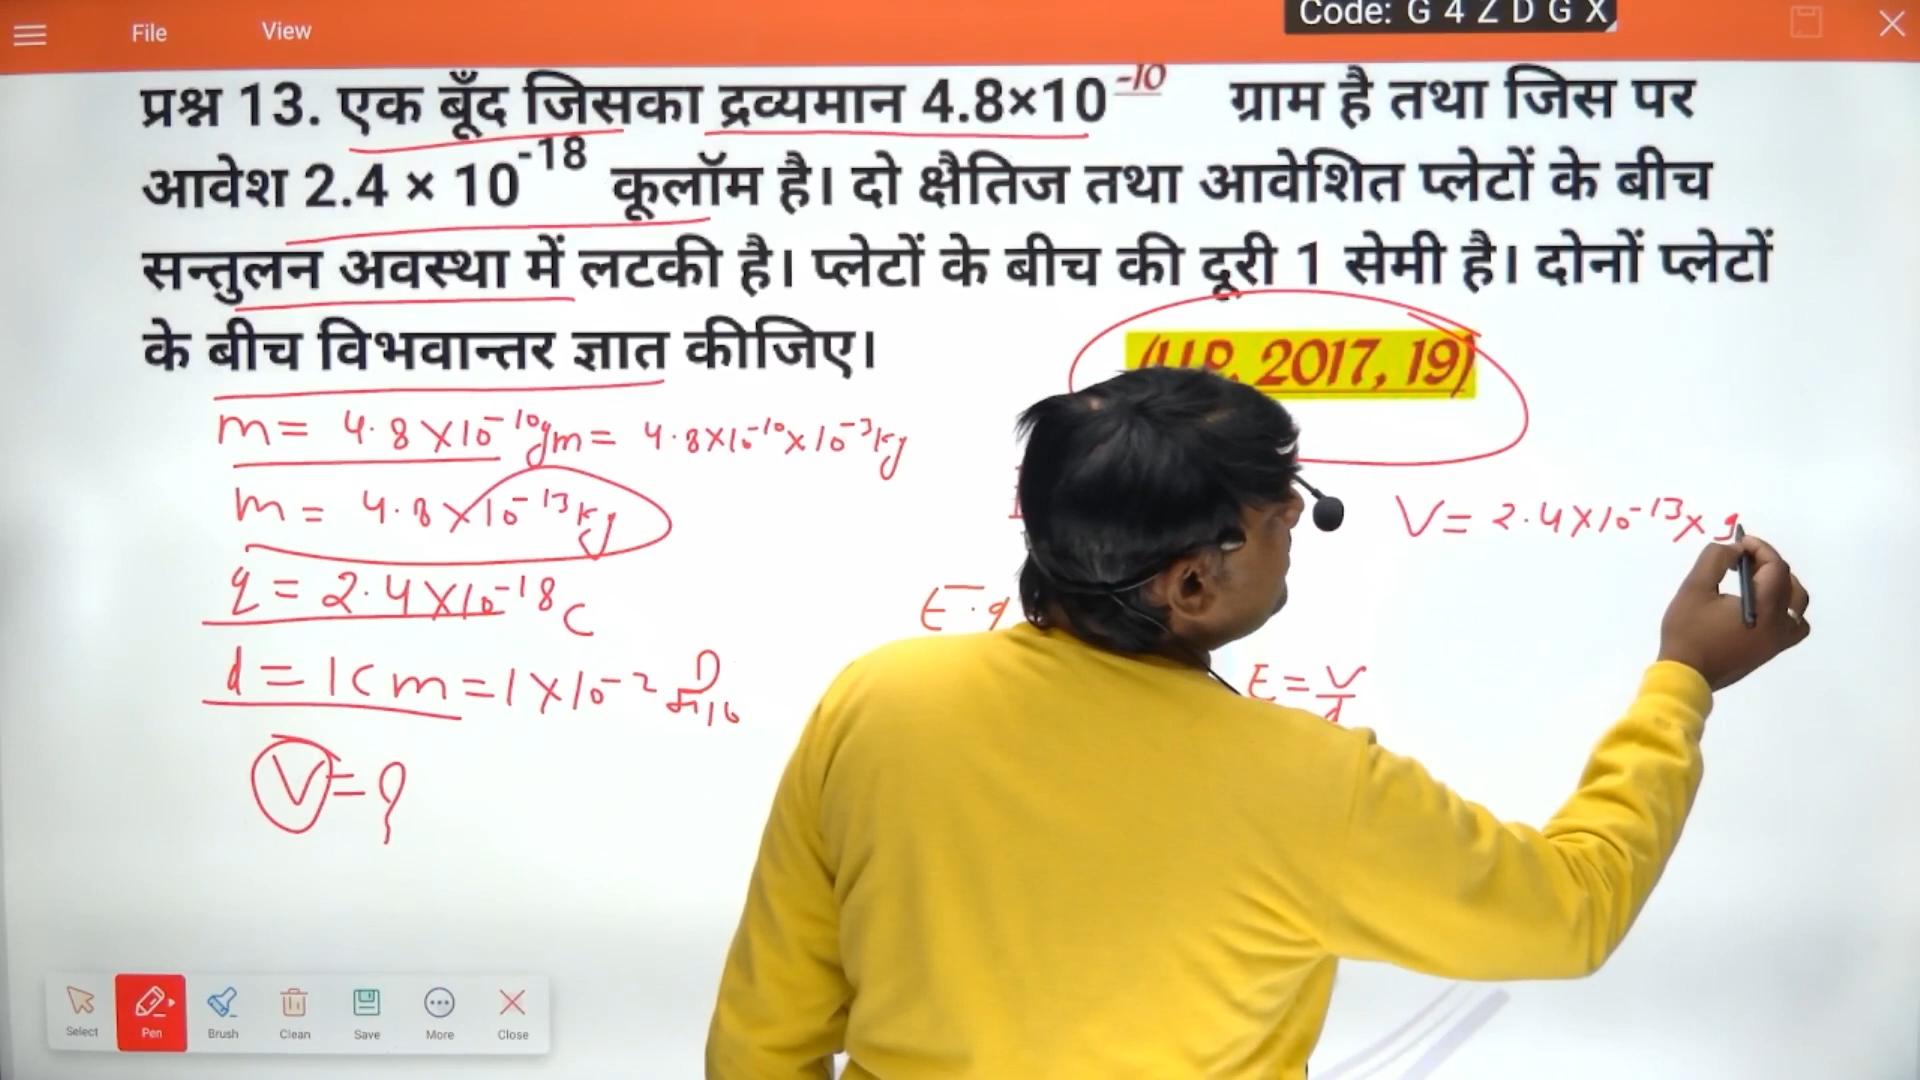 File View Code: G 4 Z D G X
प्रश्न 13. एक बूँद जिसका द्रव्यमान 4.8×10⁻¹⁰ ग्राम है तथा जिस पर
आवेश 2.4 × 10⁻¹⁸ कूलॉम है। दो क्षैतिज तथा आवेशित प्लेटों के बीच
सन्तुलन अवस्था में लटकी है। प्लेटों के बीच की दूरी 1 सेमी है। दोनों प्लेटों
के बीच विभवान्तर ज्ञात कीजिए।
(U.P. 2017, 19)
m = 4.8×10⁻¹⁰gm = 4.8×10⁻¹⁰×10⁻³kg
m = 4.8×10⁻¹³kg
V = 2.4×10⁻¹³×
q = 2.4×10⁻¹⁸C
E.q
d = 1cm = 1×10⁻²
E = V/d
V = ?
Select Pen Brush Clean Save More Close